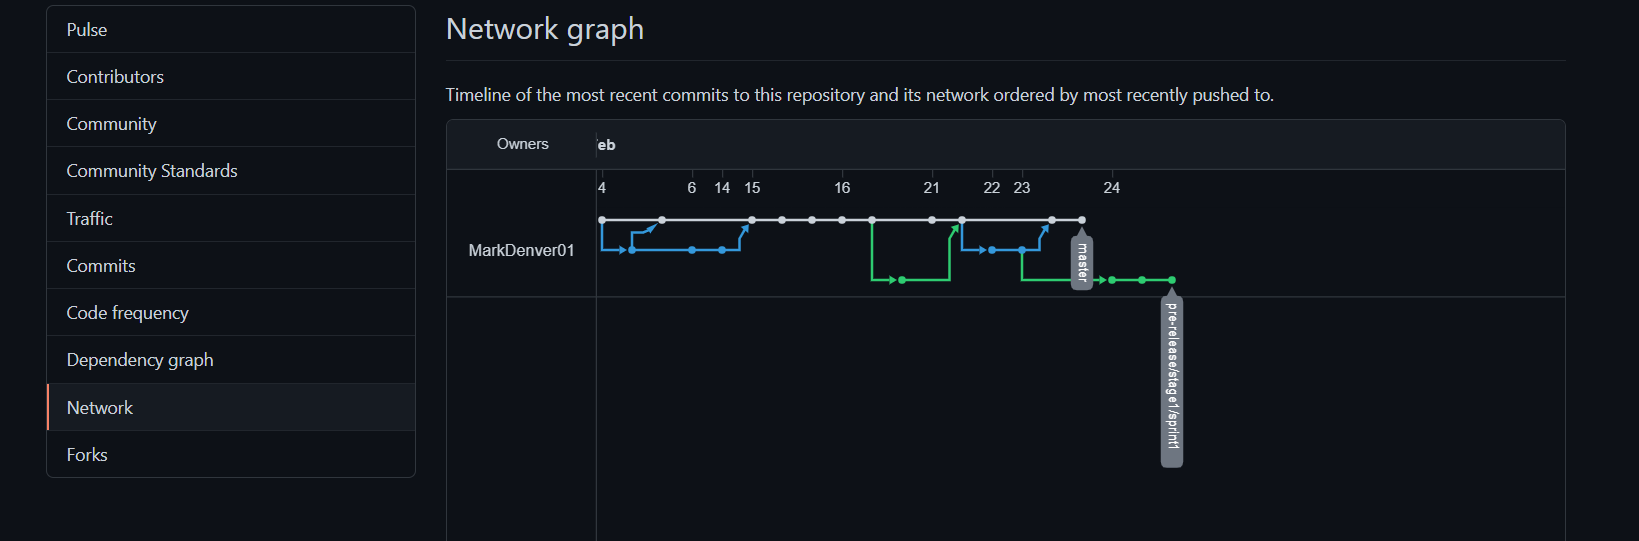 Pulse
Contributors
Community
Community Standards
Traffic
Commits
Code frequency
Dependency graph
Network
Forks
Network graph
Timeline of the most recent commits to this repository and its network ordered by most recently pushed to.
Owners
eb
4 6 14 15 16 21 22 23 24
MarkDenver01
master
pre-release/stage1/sprint1